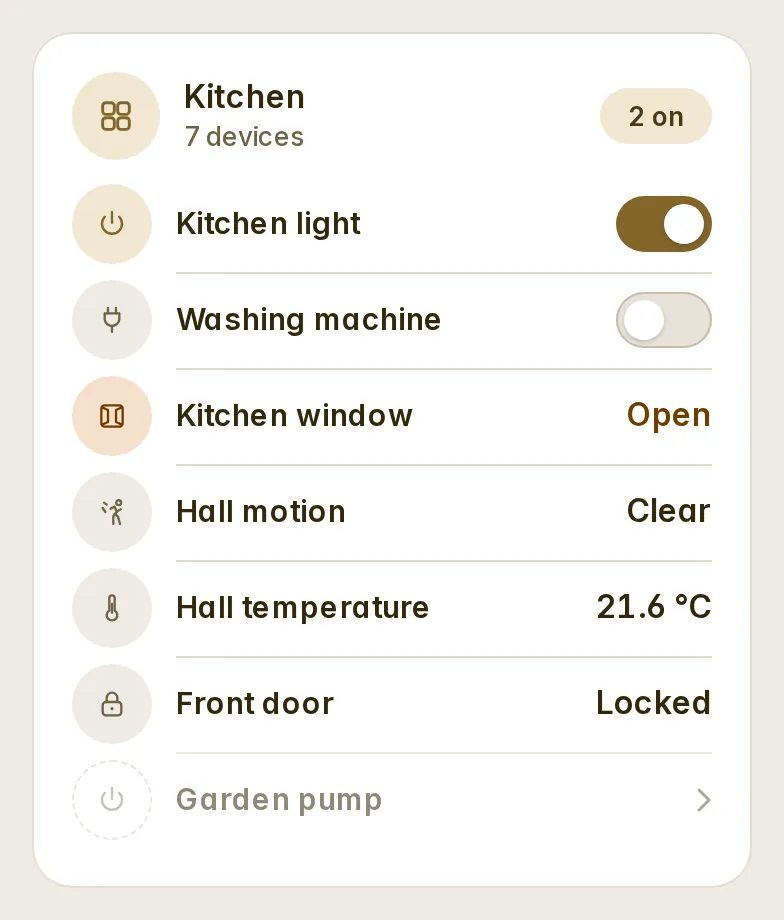 Kitchen
7 devices
2 on
Kitchen light
Washing machine
Kitchen window
Open
Hall motion
Clear
Hall temperature
21.6 °C
Front door
Locked
Garden pump